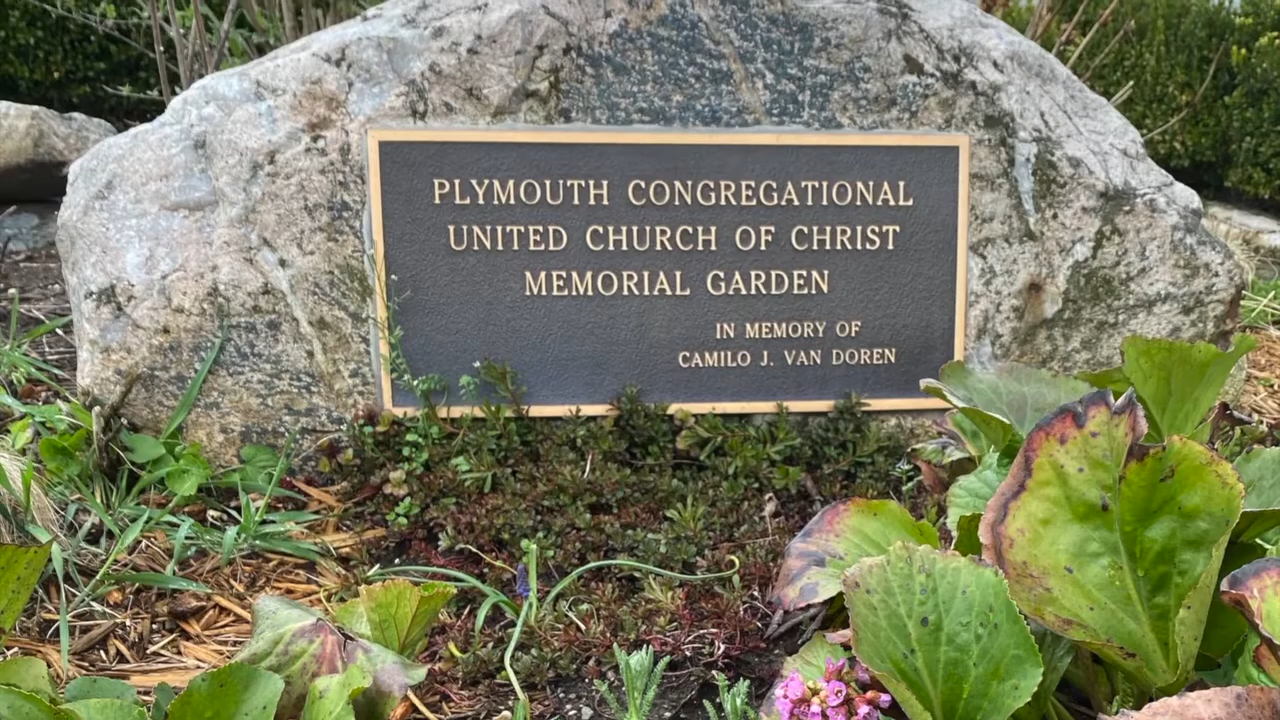 PLYMOUTH CONGREGATIONAL
UNITED CHURCH OF CHRIST
MEMORIAL GARDEN
IN MEMORY OF
CAMILO J. VAN DOREN